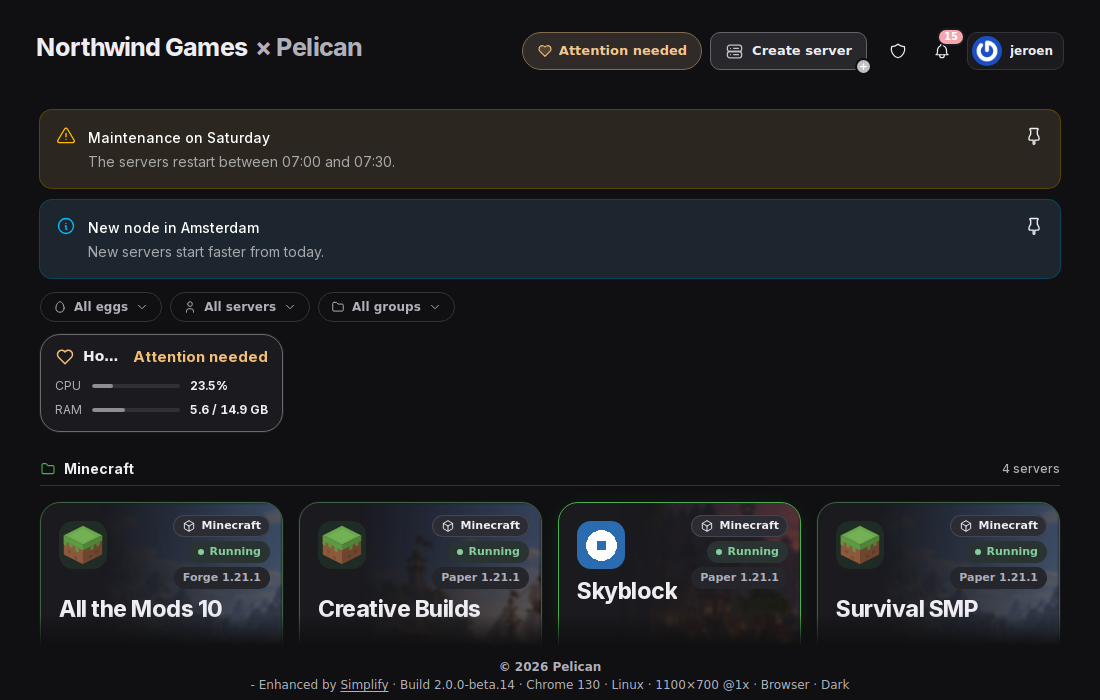 Northwind Games × Pelican
Attention needed
Create server
15
jeroen
Maintenance on Saturday
The servers restart between 07:00 and 07:30.
New node in Amsterdam
New servers start faster from today.
All eggs
All servers
All groups
Ho... Attention needed
CPU 23.5%
RAM 5.6 / 14.9 GB
Minecraft
4 servers
Minecraft
Running
Forge 1.21.1
All the Mods 10
Minecraft
Running
Paper 1.21.1
Creative Builds
Minecraft
Running
Paper 1.21.1
Skyblock
Minecraft
Running
Paper 1.21.1
Survival SMP
© 2026 Pelican
- Enhanced by Simplify · Build 2.0.0-beta.14 · Chrome 130 · Linux · 1100×700 @1x · Browser · Dark